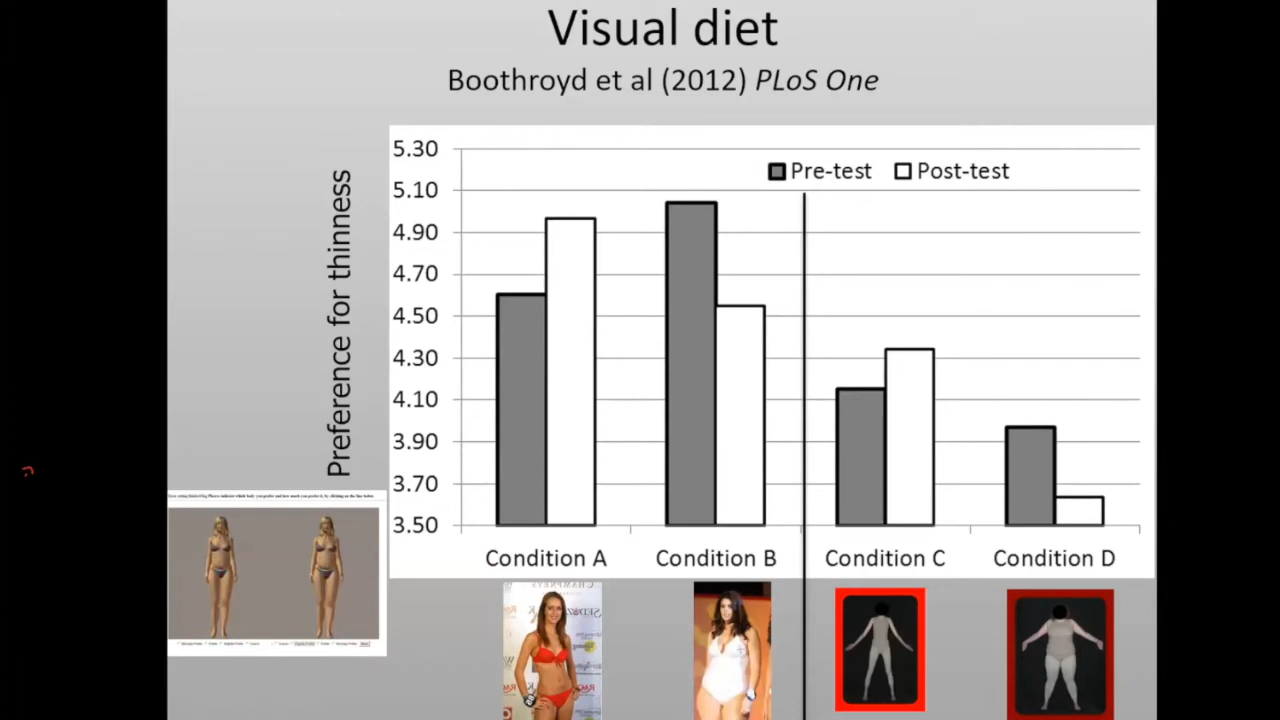 Visual diet
Boothroyd et al (2012) PLoS One
Preference for thinness
5.30
5.10
4.90
4.70
4.50
4.30
4.10
3.90
3.70
3.50
Pre-test Post-test
Condition A Condition B Condition C Condition D